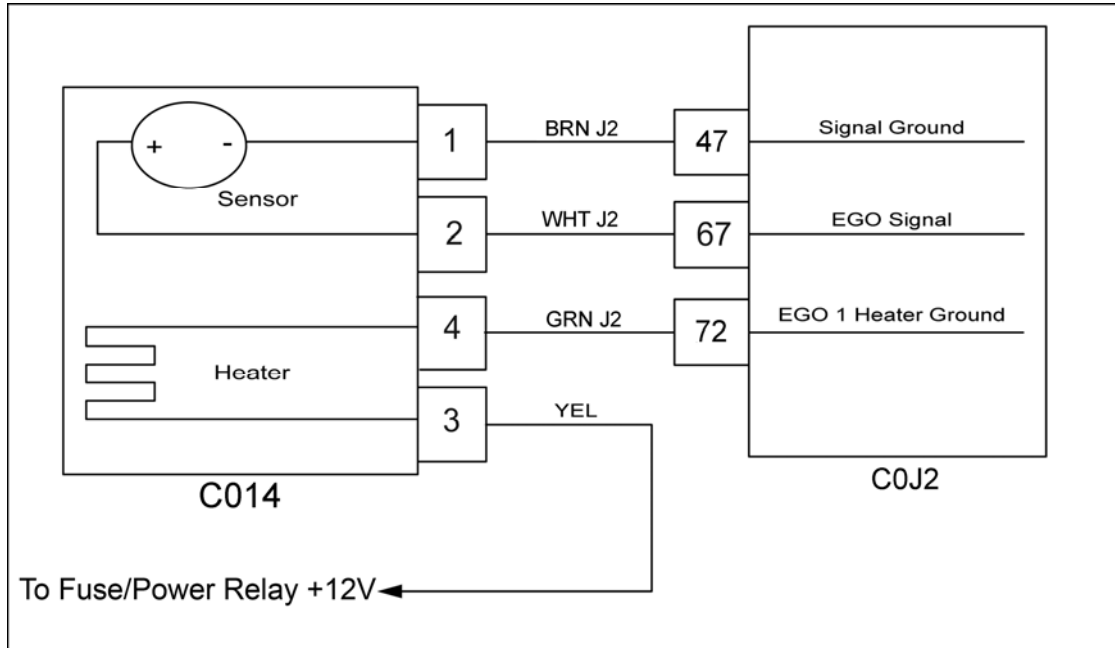 + -
Sensor
1
BRN J2
47
Signal Ground
2
WHT J2
67
EGO Signal
4
GRN J2
72
EGO 1 Heater Ground
Heater
3
YEL
C014
C0J2
To Fuse/Power Relay +12V